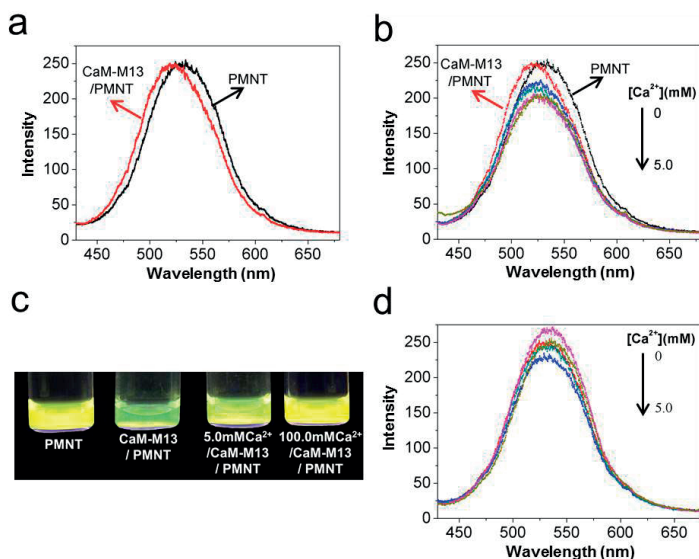 a
250
200
150
100
50
0
Intensity
CaM-M13
/PMNT
PMNT
450 500 550 600 650
Wavelength (nm)
b
250
200
150
100
50
0
Intensity
CaM-M13
/PMNT
PMNT
[Ca²⁺](mM)
0
5.0
450 500 550 600 650
Wavelength (nm)
c
PMNT
CaM-M13
/ PMNT
5.0mMCa²⁺
/CaM-M13
/ PMNT
100.0mMCa²⁺
/CaM-M13
/ PMNT
d
250
200
150
100
50
0
Intensity
[Ca²⁺](mM)
0
5.0
450 500 550 600 650
Wavelength (nm)